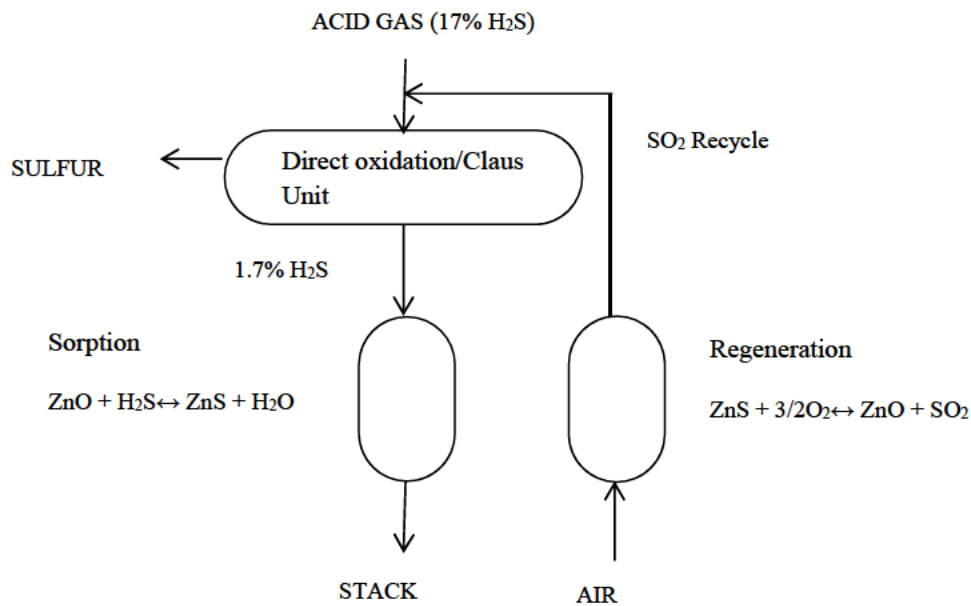 ACID GAS (17% H₂S)
SO₂ Recycle
SULFUR
Direct oxidation/Claus
Unit
1.7% H₂S
Sorption
Regeneration
ZnO + H₂S↔ ZnS + H₂O
ZnS + 3/2O₂↔ ZnO + SO₂
STACK
AIR